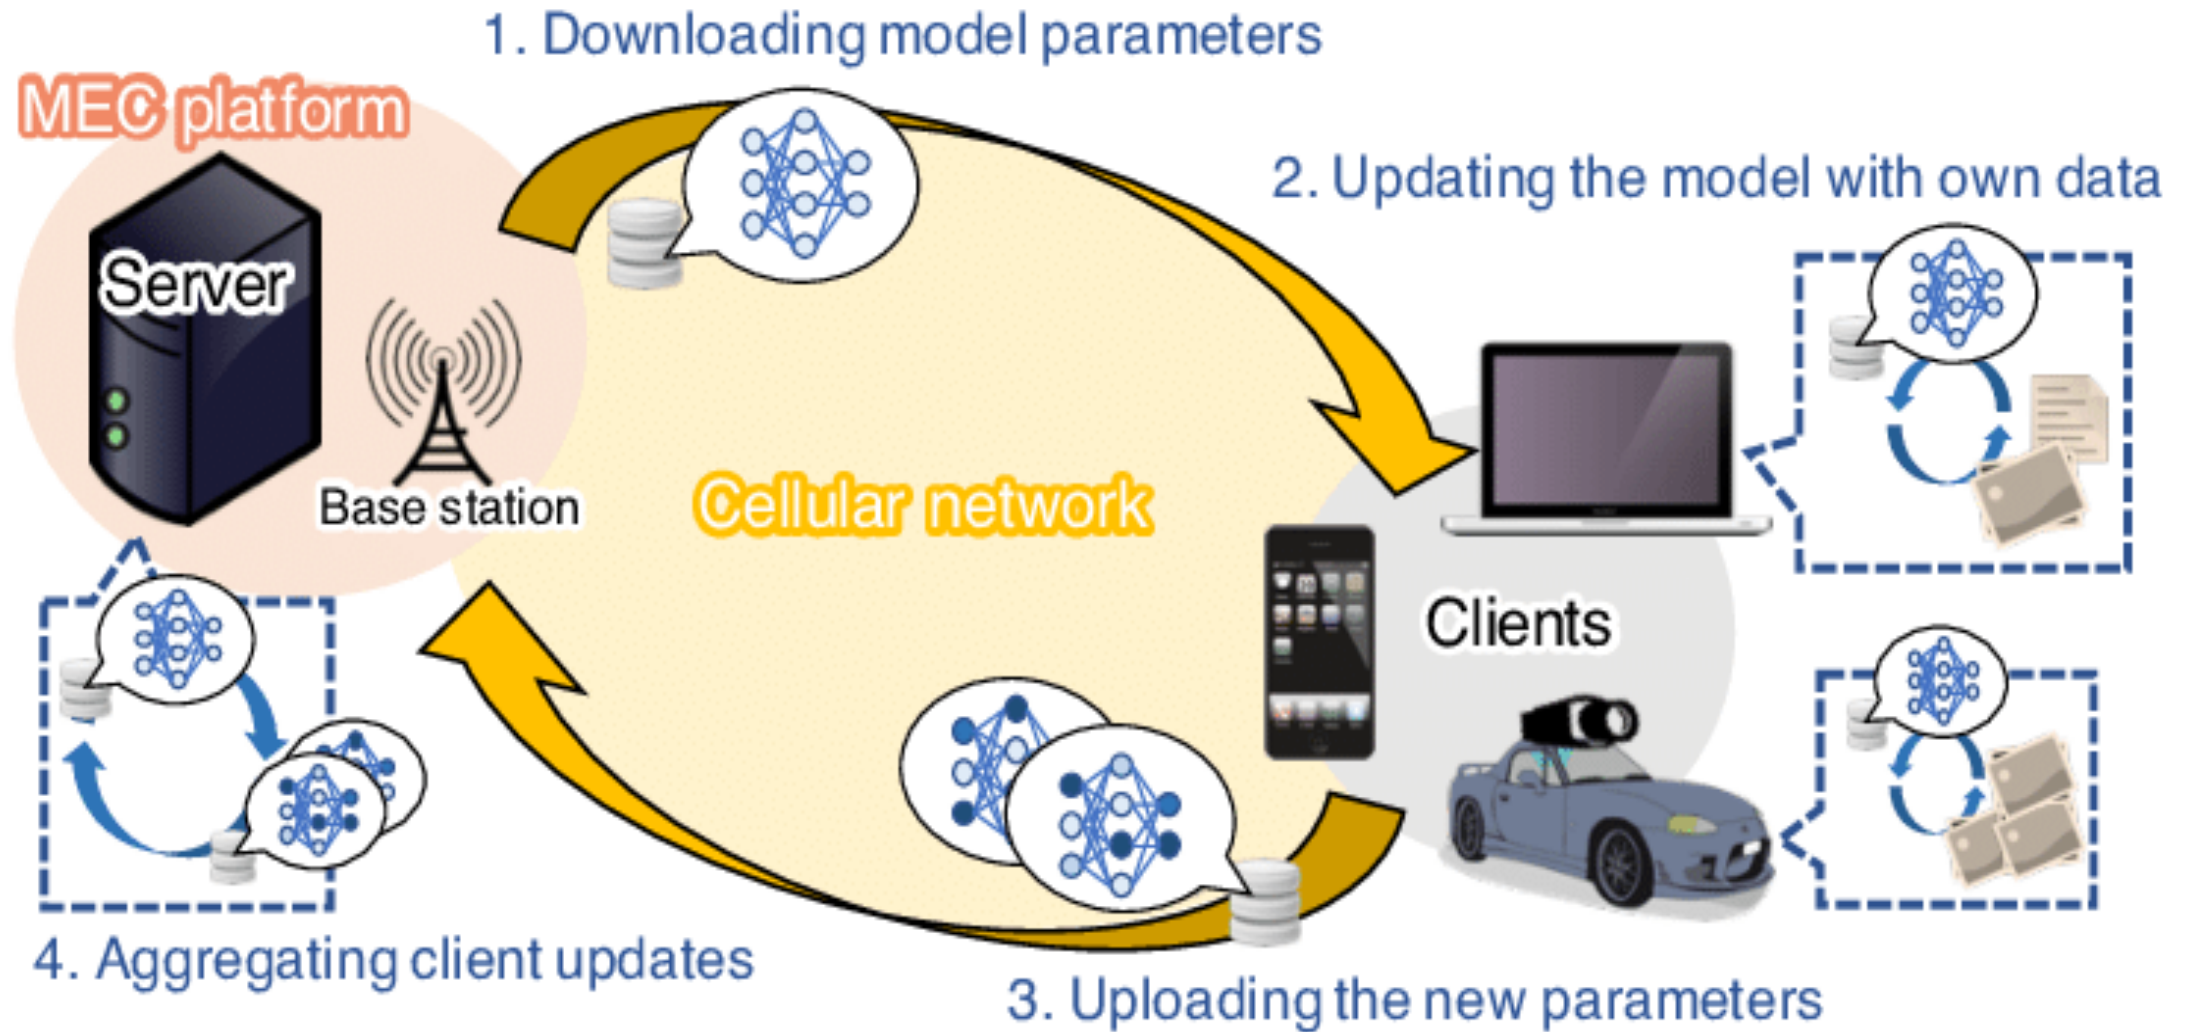 1. Downloading model parameters
MEC platform
2. Updating the model with own data
Server
Base station
Cellular network
Clients
4. Aggregating client updates
3. Uploading the new parameters